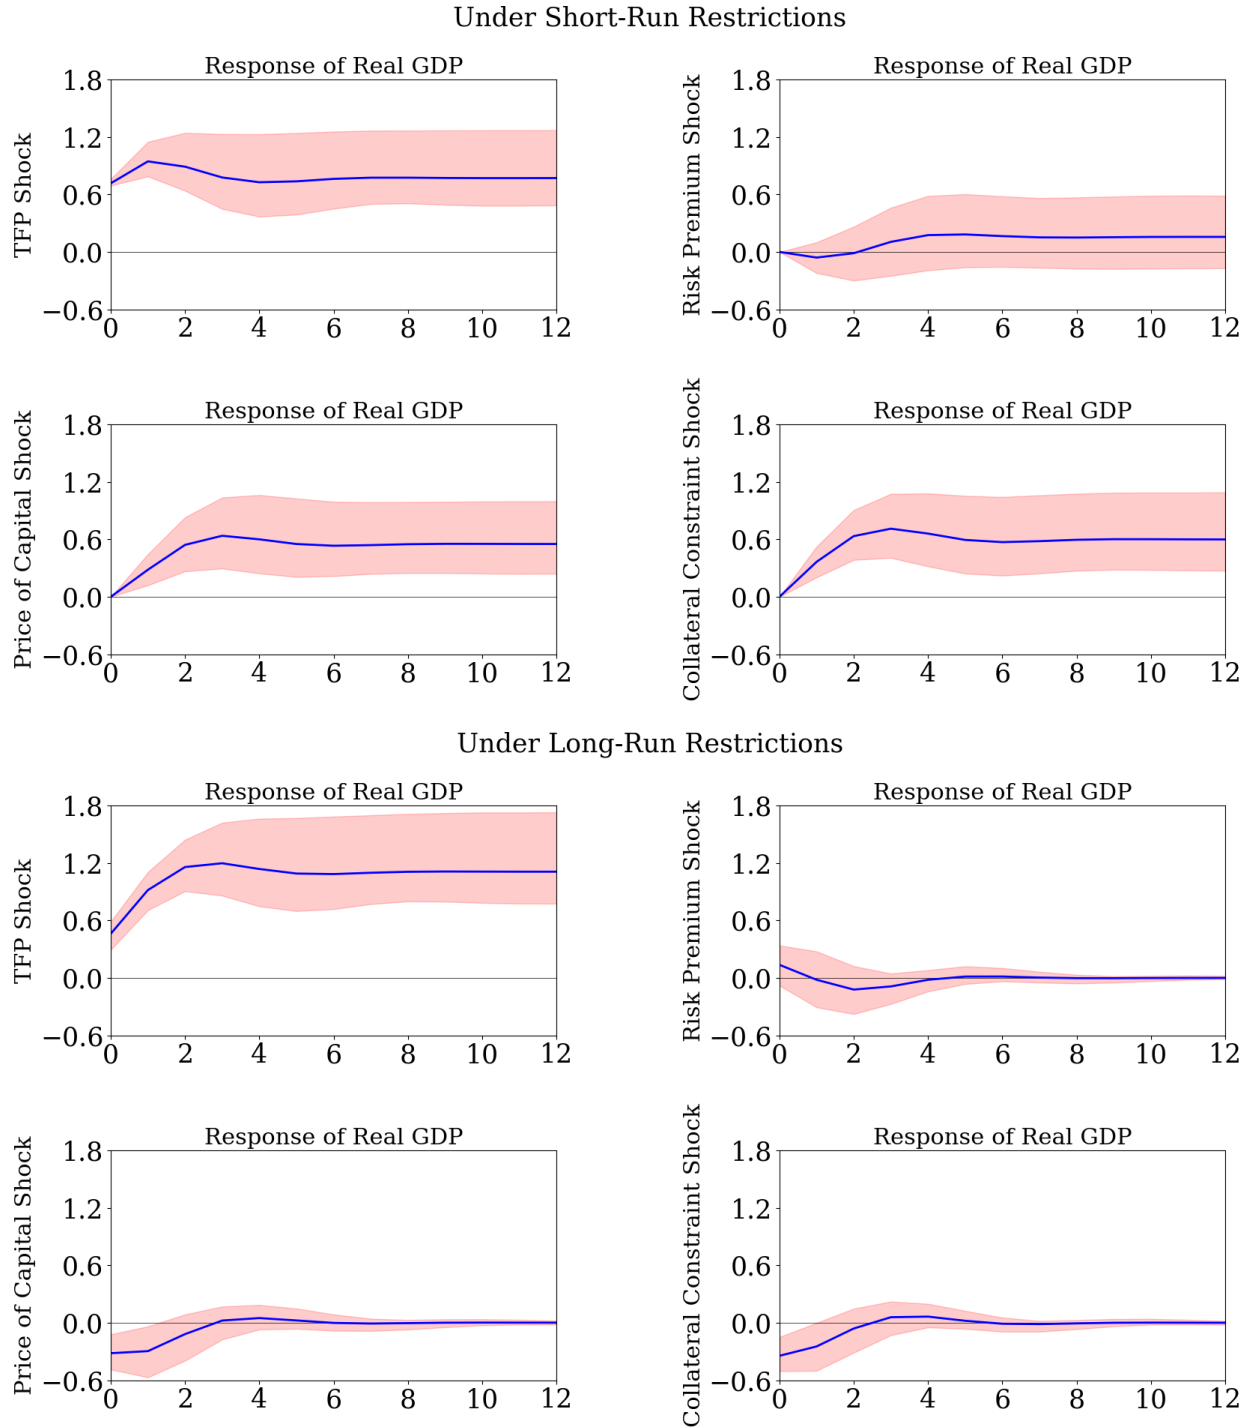 Under Short-Run Restrictions
Response of Real GDP
TFP Shock
1.8
1.2
0.6
0.0
−0.6
0 2 4 6 8 10 12
Response of Real GDP
Risk Premium Shock
1.8
1.2
0.6
0.0
−0.6
0 2 4 6 8 10 12
Response of Real GDP
Price of Capital Shock
1.8
1.2
0.6
0.0
−0.6
0 2 4 6 8 10 12
Response of Real GDP
Collateral Constraint Shock
1.8
1.2
0.6
0.0
−0.6
0 2 4 6 8 10 12
Under Long-Run Restrictions
Response of Real GDP
TFP Shock
1.8
1.2
0.6
0.0
−0.6
0 2 4 6 8 10 12
Response of Real GDP
Risk Premium Shock
1.8
1.2
0.6
0.0
−0.6
0 2 4 6 8 10 12
Response of Real GDP
Price of Capital Shock
1.8
1.2
0.6
0.0
−0.6
0 2 4 6 8 10 12
Response of Real GDP
Collateral Constraint Shock
1.8
1.2
0.6
0.0
−0.6
0 2 4 6 8 10 12